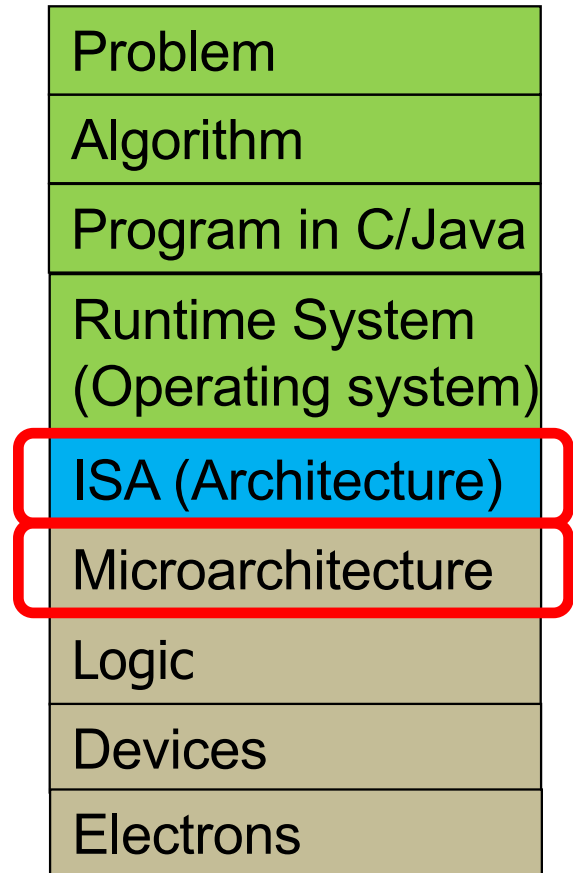 Problem
Algorithm
Program in C/Java
Runtime System
(Operating system)
ISA (Architecture)
Microarchitecture
Logic
Devices
Electrons